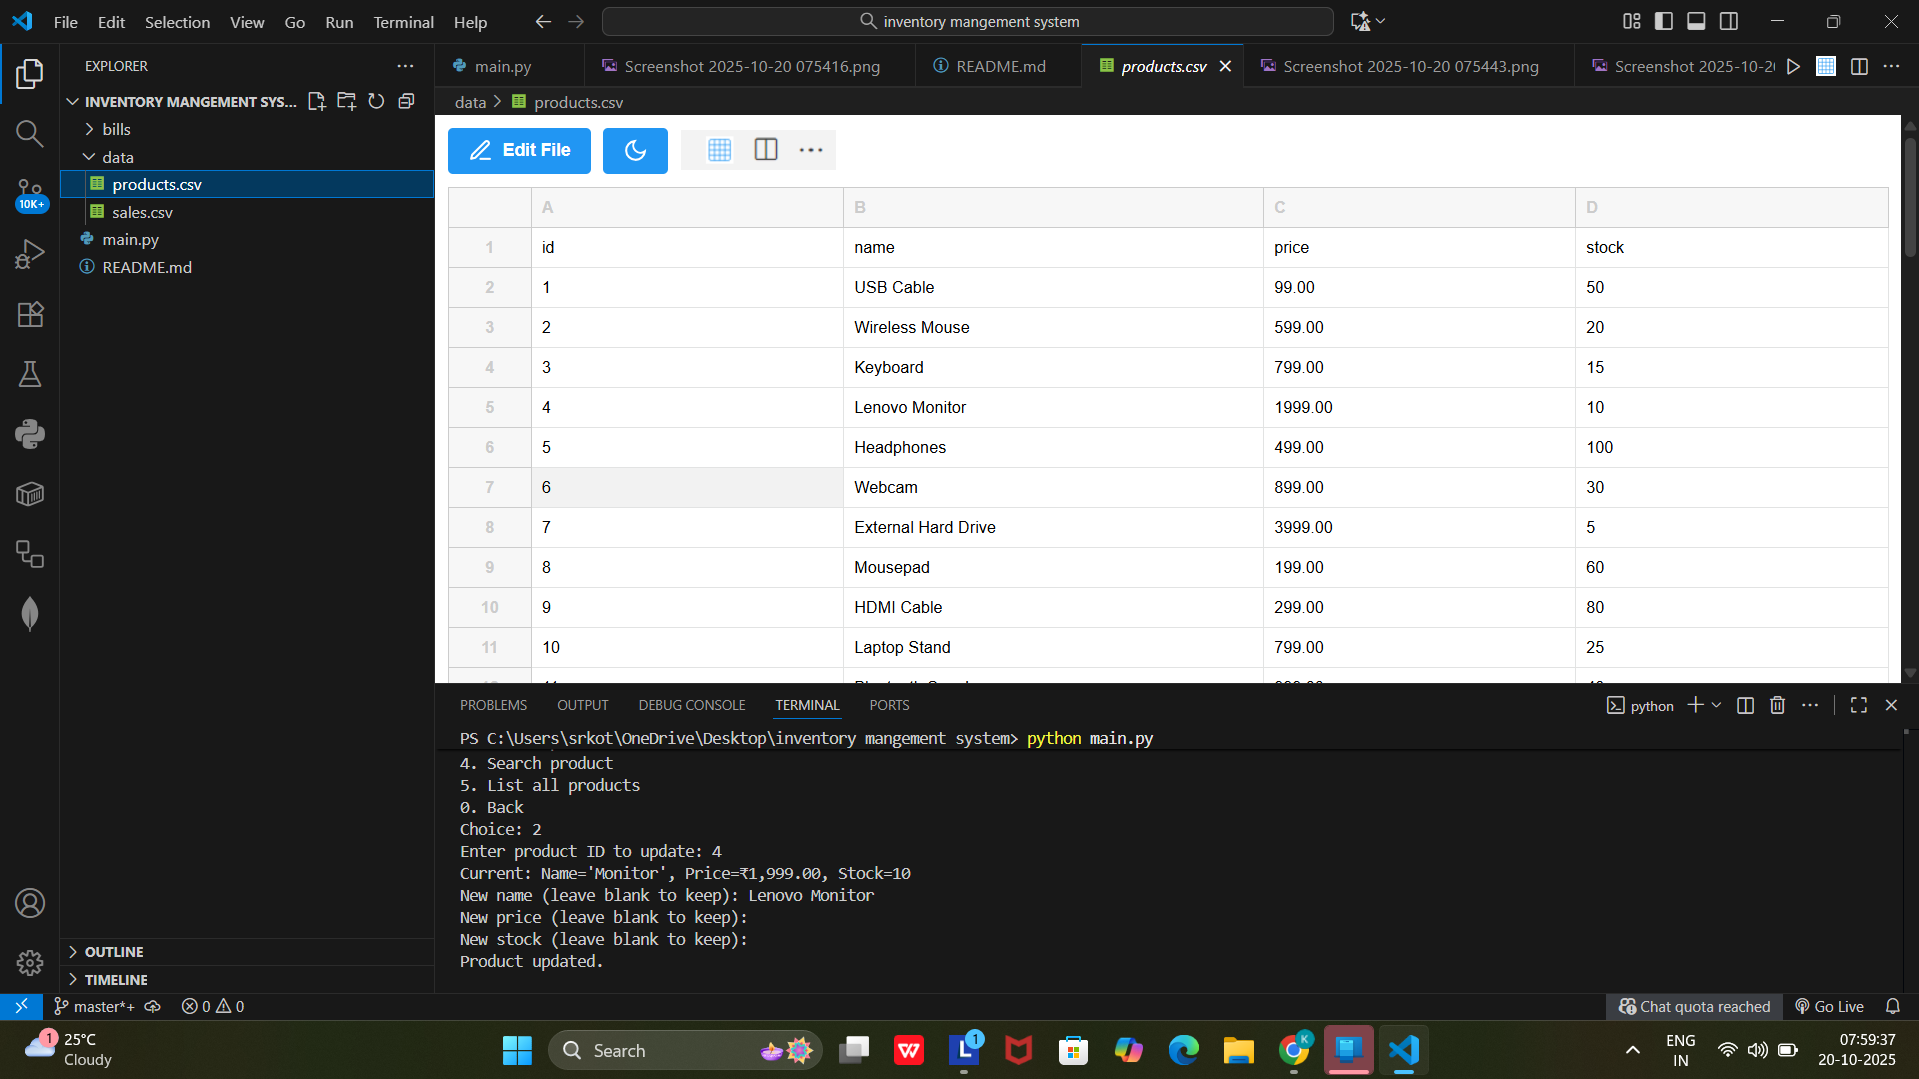 File Edit Selection View Go Run Terminal Help
inventory mangement system
EXPLORER
INVENTORY MANGEMENT SYS...
bills
data
products.csv
sales.csv
main.py
README.md
10K+
OUTLINE
TIMELINE
main.py
Screenshot 2025-10-20 075416.png
README.md
products.csv
Screenshot 2025-10-20 075443.png
Screenshot 2025-10-2
data > products.csv
Edit File
A B C D
1 id name price stock
2 1 USB Cable 99.00 50
3 2 Wireless Mouse 599.00 20
4 3 Keyboard 799.00 15
5 4 Lenovo Monitor 1999.00 10
6 5 Headphones 499.00 100
7 6 Webcam 899.00 30
8 7 External Hard Drive 3999.00 5
9 8 Mousepad 199.00 60
10 9 HDMI Cable 299.00 80
11 10 Laptop Stand 799.00 25
PROBLEMS OUTPUT DEBUG CONSOLE TERMINAL PORTS
python
PS C:\Users\srkot\OneDrive\Desktop\inventory mangement system> python main.py
4. Search product
5. List all products
0. Back
Choice: 2
Enter product ID to update: 4
Current: Name='Monitor', Price=₹1,999.00, Stock=10
New name (leave blank to keep): Lenovo Monitor
New price (leave blank to keep):
New stock (leave blank to keep):
Product updated.
master*+ 0 0
Chat quota reached Go Live
1
25°C
Cloudy
Search
1
K
ENG
IN
07:59:37
20-10-2025